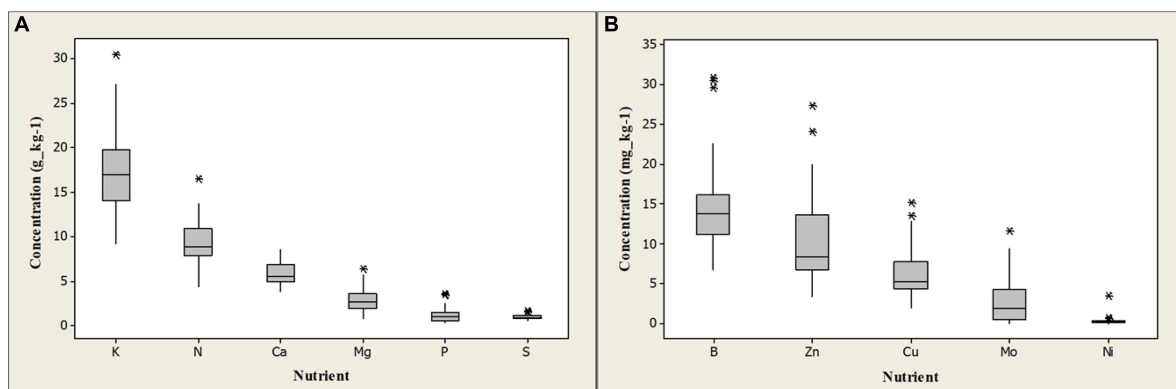 A
Concentration (g_kg-1)
30
25
20
15
10
5
0
K N Ca Mg P S
Nutrient
B
Concentration (mg_kg-1)
35
30
25
20
15
10
5
0
B Zn Cu Mo Ni
Nutrient